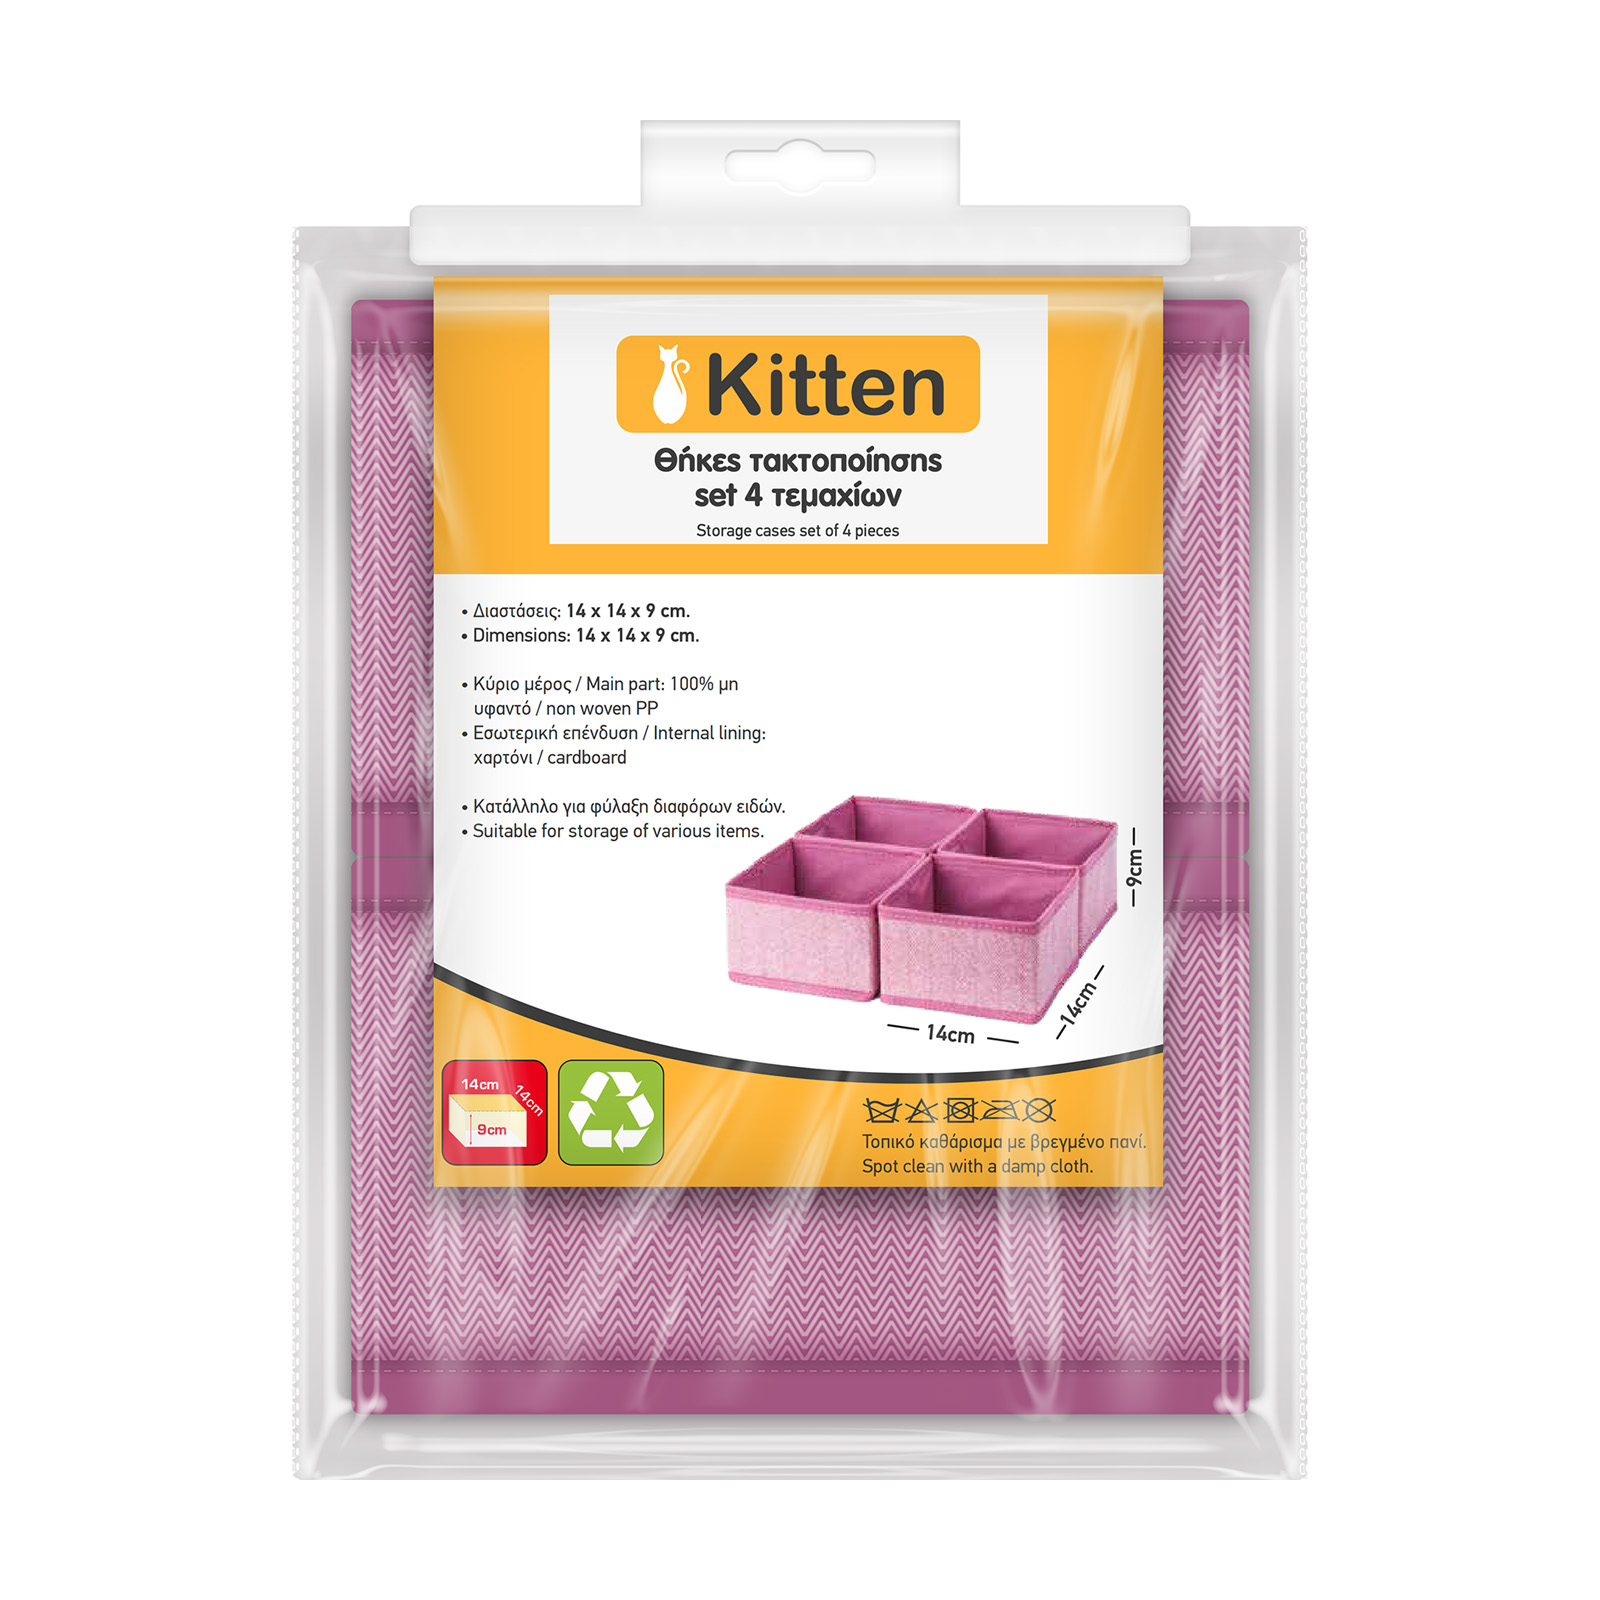 Kitten
Θήκες τακτοποίησης
set 4 τεμαχίων
Storage cases set of 4 pieces
• Διαστάσεις: 14 x 14 x 9 cm.
• Dimensions: 14 x 14 x 9 cm.
• Κύριο μέρος / Main part: 100% μη
υφαντό / non woven PP
• Εσωτερική επένδυση / Internal lining:
χαρτόνι / cardboard
• Κατάλληλο για φύλαξη διαφόρων ειδών.
• Suitable for storage of various items.
9cm
14cm
14cm
14cm
14cm
9cm
Τοπικό καθάρισμα με βρεγμένο πανί.
Spot clean with a damp cloth.